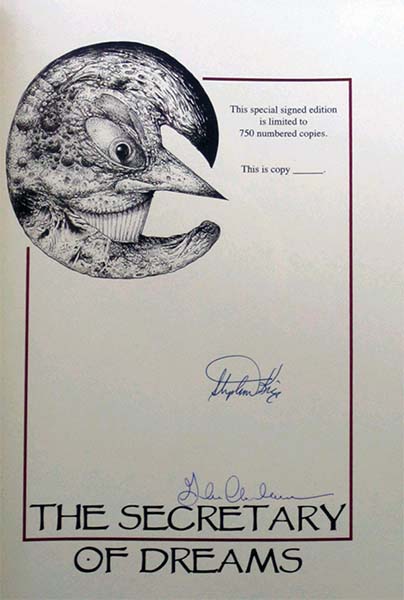 This special signed edition
is limited to
750 numbered copies.
This is copy ______.
Stephen King
THE SECRETARY
OF DREAMS